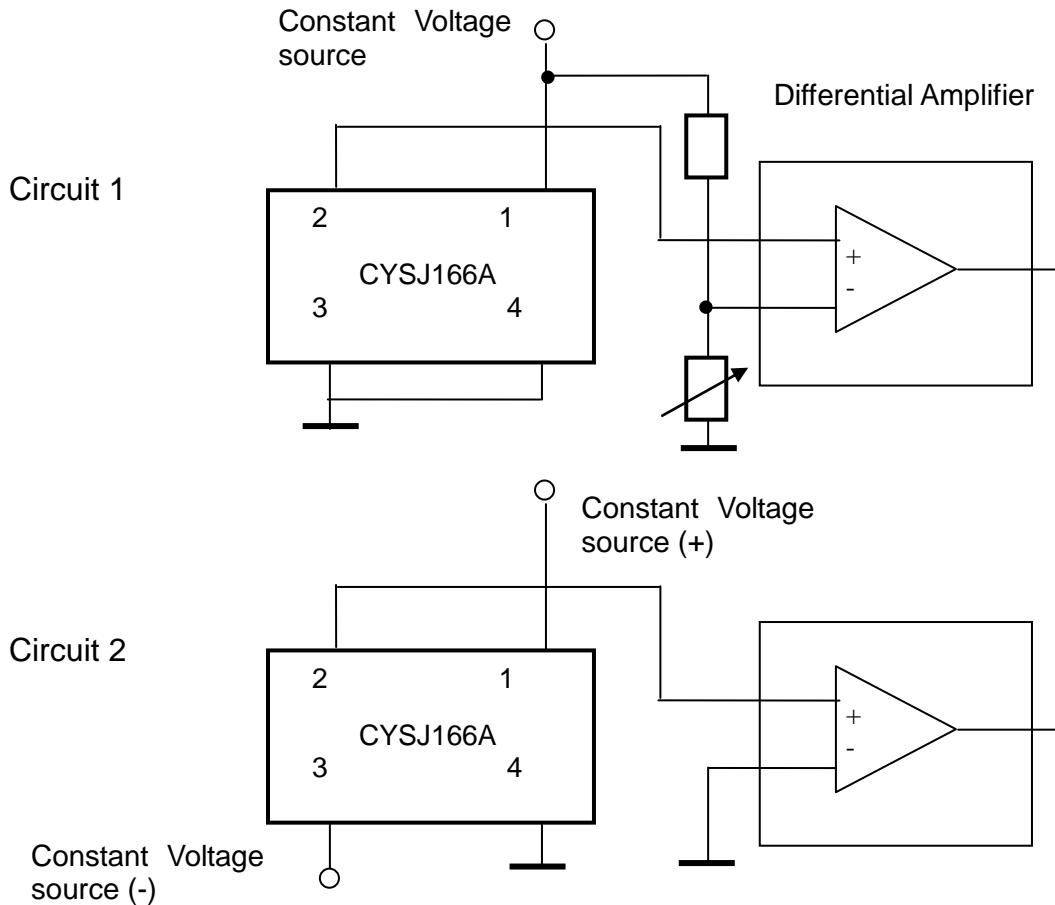 Constant Voltage
source
Differential Amplifier
Circuit 1
2 1
CYSJ166A
3 4
+
-
Constant Voltage
source (+)
Circuit 2
2 1
CYSJ166A
3 4
+
-
Constant Voltage
source (-)